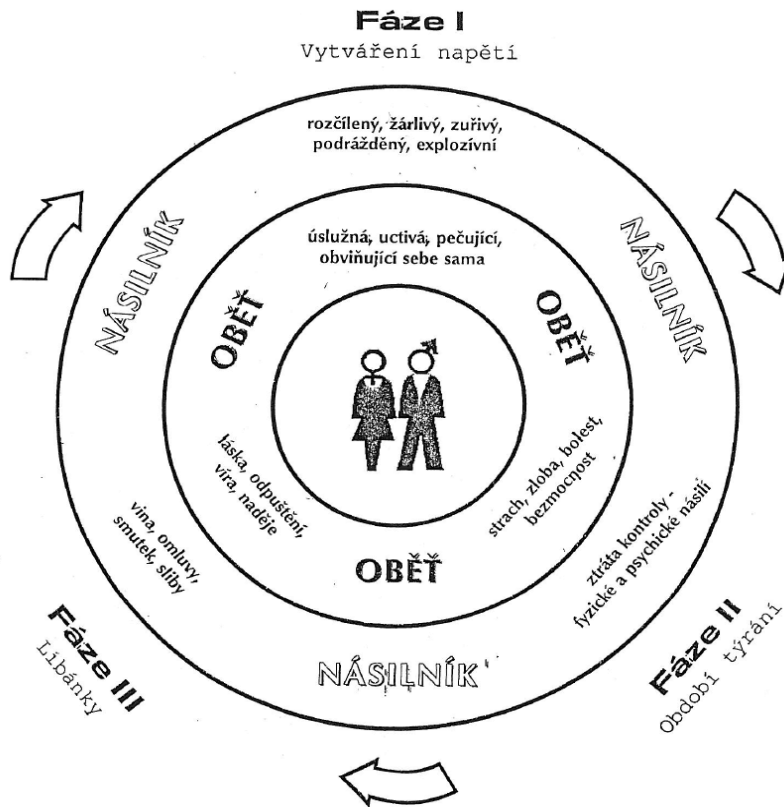 Fáze I
Vytváření napětí
rozčílený, žárlivý, zuřivý,
podrážděný, explozívní
NÁSILNÍK
NÁSILNÍK
úslužná, uctivá, pečující,
obviňující sebe sama
OBĚŤ
OBĚŤ
láska, odpuštění,
víra, naděje
strach, zloba, bolest,
bezmocnost
vina, omluvy,
smutek, sliby
ztráta kontroly -
fyzické a psychické násilí
OBĚŤ
NÁSILNÍK
Fáze III
Líbánky
Fáze II
Období týrání